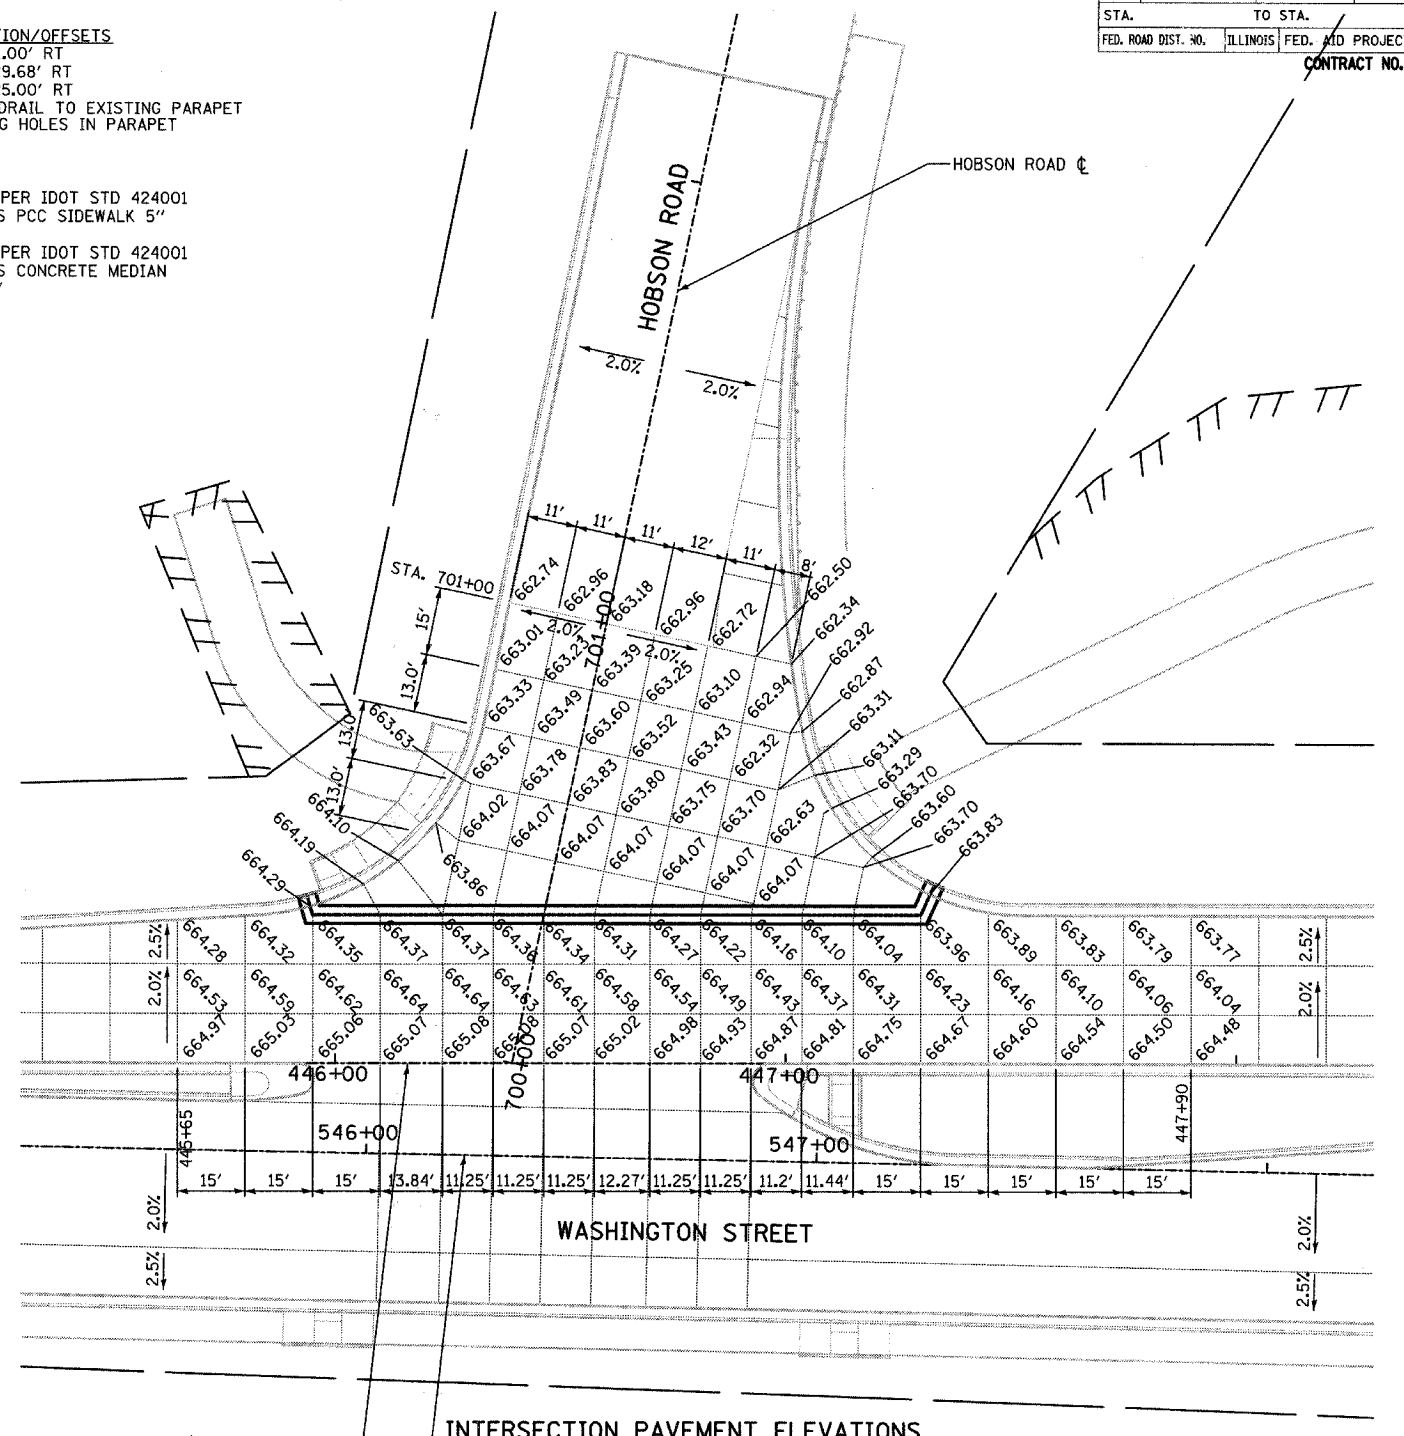 STA. TO STA.
FED. ROAD DIST. NO. ILLINOIS FED. AID PROJEC
CONTRACT NO.
TION/OFFSETS
.00' RT
9.68' RT
5.00' RT
DRAIL TO EXISTING PARAPET
G HOLES IN PARAPET
PER IDOT STD 424001
S PCC SIDEWALK 5"
PER IDOT STD 424001
S CONCRETE MEDIAN
HOBSON ROAD ℄
HOBSON ROAD
2.0% 2.0%
11' 11' 11' 12' 11' 8'
STA. 701+00
701+00
15'
13.0'
13.0'
13.0'
662.74 662.96 663.18 662.96 662.72 662.50 662.34
2.0% 2.0%
663.01 663.23 663.39 663.25 663.10 662.94 662.92 662.87
663.33 663.49 663.60 663.52 663.43 662.32 663.31 663.11
663.63 663.67 663.78 663.83 663.80 663.75 663.70 662.63 663.29
663.70
663.60
663.70
663.83
664.02 664.07 664.07 664.07 664.07 664.07 664.07
664.10
664.19
664.29
663.86
2.5% 664.28 664.32 664.35 664.37 664.37 664.36 664.34 664.31 664.27 664.22 664.16 664.10 664.04 663.96 663.89 663.83 663.79 663.77 2.5%
2.0% 664.53 664.59 664.62 664.64 664.64 664.63 664.61 664.58 664.54 664.49 664.43 664.37 664.31 664.23 664.16 664.10 664.06 664.04 2.0%
664.97 665.03 665.06 665.07 665.08 665.08 665.07 665.02 664.98 664.93 664.87 664.81 664.75 664.67 664.60 664.54 664.50 664.48
446+00 700+00 447+00
445+65 546+00 547+00 447+90
15' 15' 15' 13.84' 11.25' 11.25' 11.25' 12.27' 11.25' 11.25' 11.2' 11.44' 15' 15' 15' 15' 15'
WASHINGTON STREET
2.0% 2.0%
2.5% 2.5%
INTERSECTION PAVEMENT ELEVATIONS